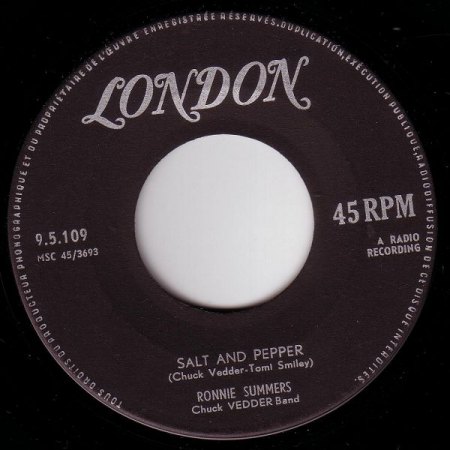 TOUS DROITS DU PRODUCTEUR PHONOGRAPHIQUE ET DU PROPRIÉTAIRE DE L'ŒUVRE ENREGISTRÉE RÉSERVÉS. DUPLICATION, EXÉCUTION PUBLIQUE, RADIODIFFUSION DE CE DISQUE INTERDITES.
LONDON
45 RPM
9.5.109
MSC 45/3693
A RADIO
RECORDING
SALT AND PEPPER
(Chuck Vedder-Tomi Smiley)
RONNIE SUMMERS
Chuck VEDDER Band